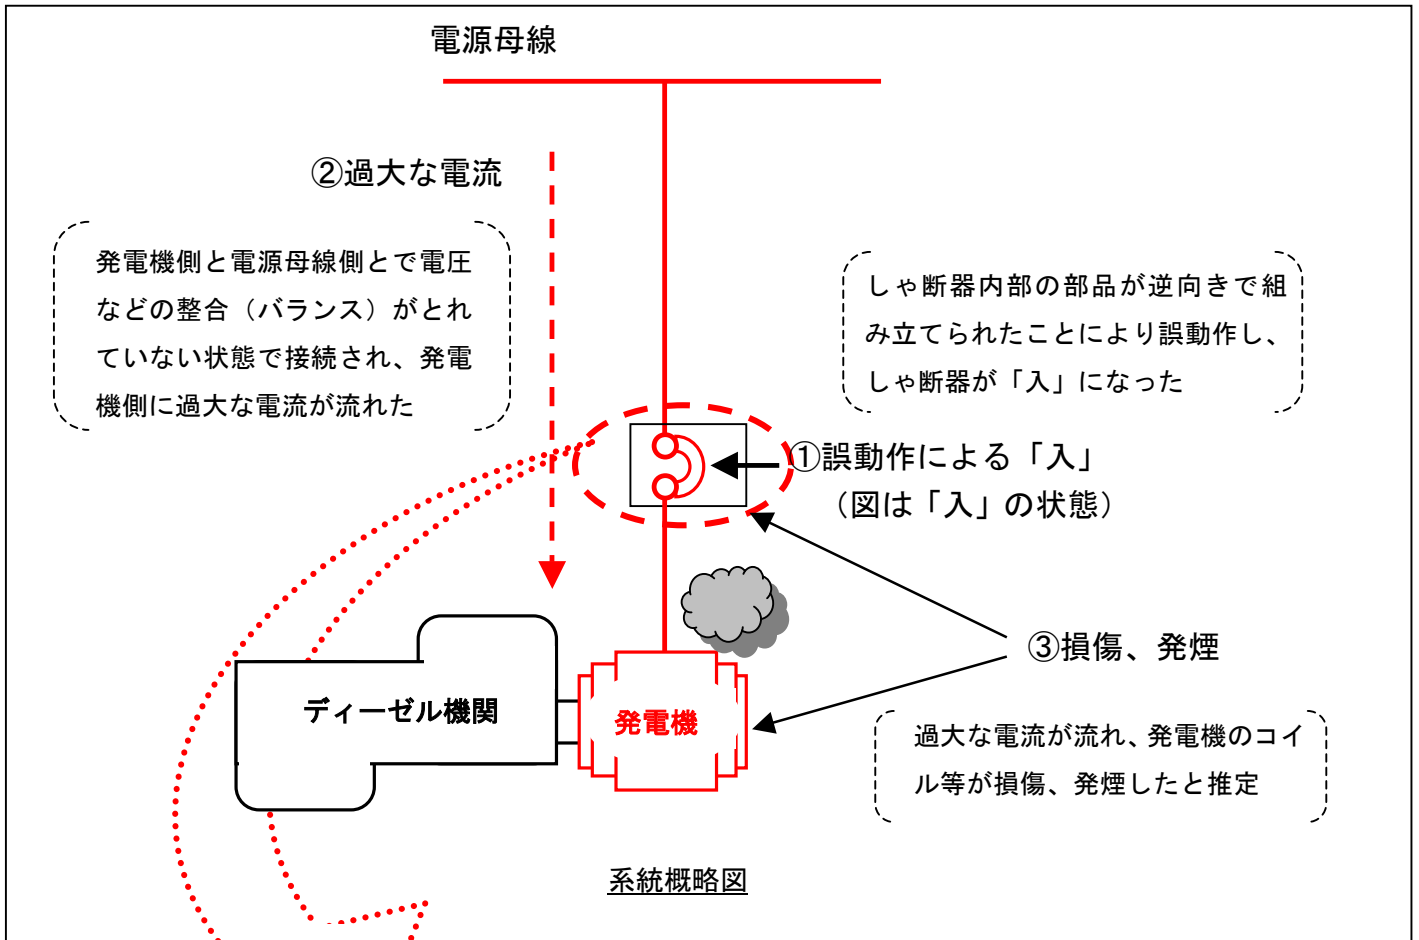 電源母線
②過大な電流
発電機側と電源母線側とで電圧
などの整合（バランス）がとれ
ていない状態で接続され、発電
機側に過大な電流が流れた
しゃ断器内部の部品が逆向きで組
み立てられたことにより誤動作し、
しゃ断器が「入」になった
①誤動作による「入」
（図は「入」の状態）
③損傷、発煙
ディーゼル機関
発電機
過大な電流が流れ、発電機のコイ
ル等が損傷、発煙したと推定
系統概略図